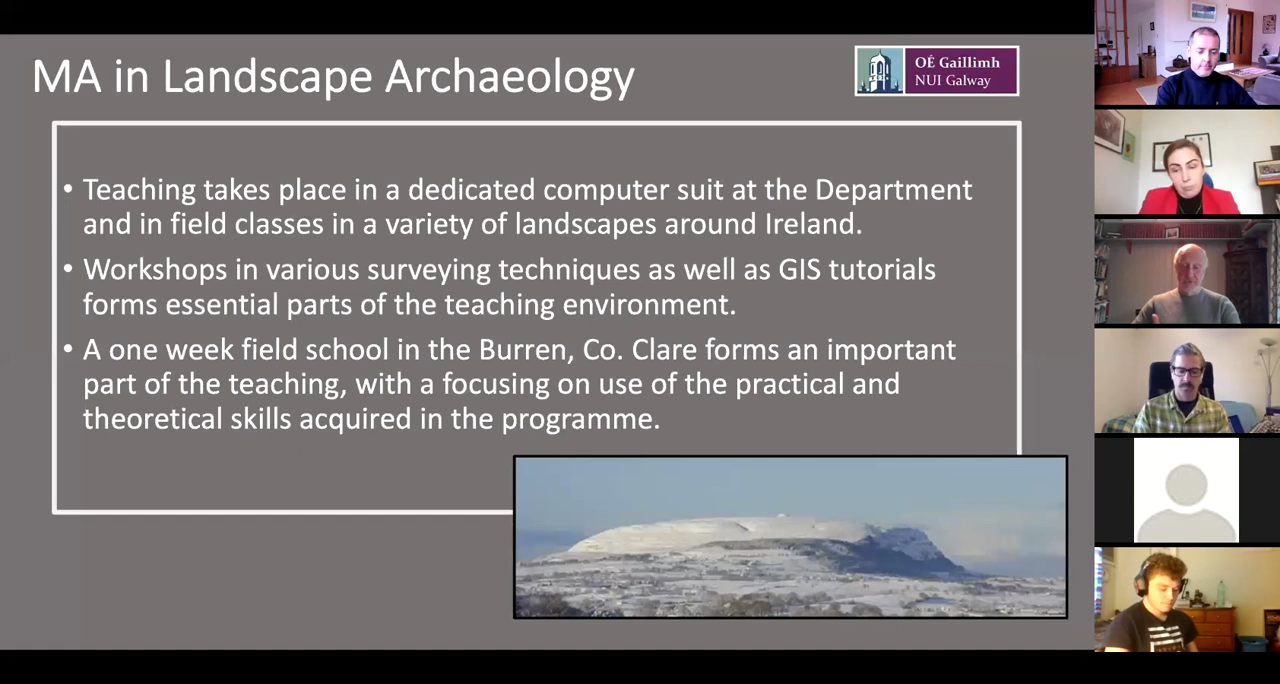 MA in Landscape Archaeology
OÉ Gaillimh
NUI Galway
• Teaching takes place in a dedicated computer suit at the Department
and in field classes in a variety of landscapes around Ireland.
• Workshops in various surveying techniques as well as GIS tutorials
forms essential parts of the teaching environment.
• A one week field school in the Burren, Co. Clare forms an important
part of the teaching, with a focusing on use of the practical and
theoretical skills acquired in the programme.